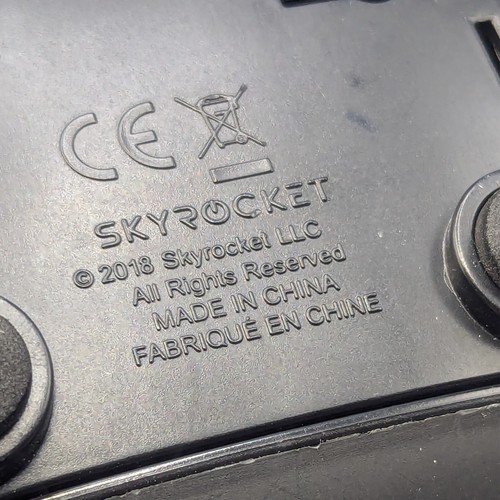 CE
SKYROCKET
© 2018 Skyrocket LLC
All Rights Reserved
MADE IN CHINA
FABRIQUÉ EN CHINE